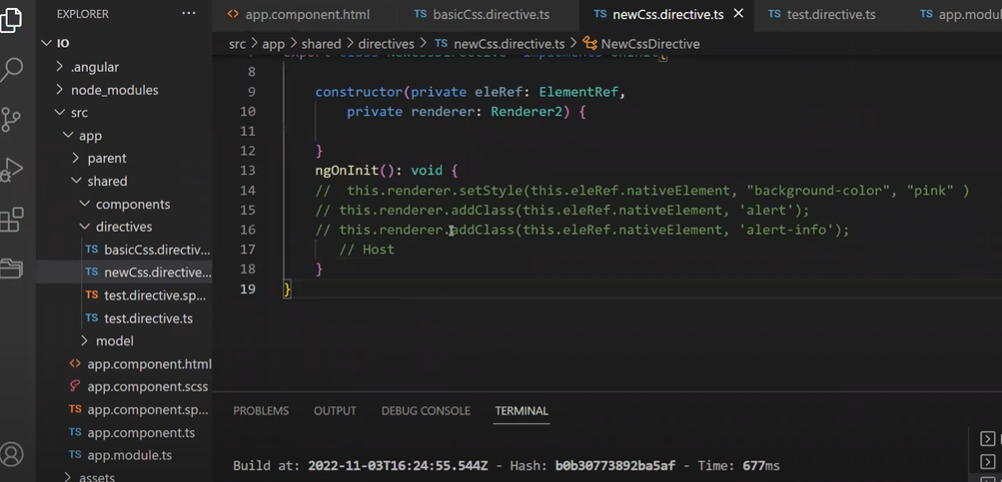 EXPLORER ···
IO
.angular
node_modules
src
app
parent
shared
components
directives
TS basicCss.directiv...
TS newCss.directive...
TS test.directive.sp...
TS test.directive.ts
model
<> app.component.html
app.component.scss
TS app.component.sp...
TS app.component.ts
TS app.module.ts
assets
<> app.component.html TS basicCss.directive.ts TS newCss.directive.ts × TS test.directive.ts TS app.modu
src > app > shared > directives > TS newCss.directive.ts > NewCssDirective
8
9 constructor(private eleRef: ElementRef,
10 private renderer: Renderer2) {
11
12 }
13 ngOnInit(): void {
14 // this.renderer.setStyle(this.eleRef.nativeElement, "background-color", "pink" )
15 // this.renderer.addClass(this.eleRef.nativeElement, 'alert');
16 // this.renderer.addClass(this.eleRef.nativeElement, 'alert-info');
17 // Host
18 }
19 }
PROBLEMS OUTPUT DEBUG CONSOLE TERMINAL
Build at: 2022-11-03T16:24:55.544Z - Hash: b0b30773892ba5af - Time: 677ms